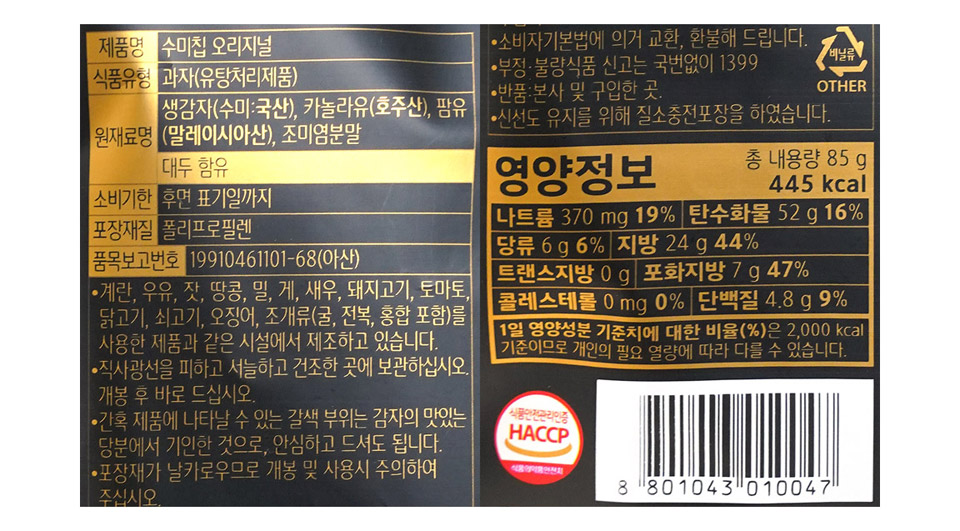 제품명 수미칩 오리지널
식품유형 과자(유탕처리제품)
원재료명 생감자(수미:국산), 카놀라유(호주산), 팜유
(말레이시아산), 조미염분말
대두 함유
소비기한 후면 표기일까지
포장재질 폴리프로필렌
품목보고번호 19910461101-68(아산)
•계란, 우유, 잣, 땅콩, 밀, 게, 새우, 돼지고기, 토마토,
닭고기, 쇠고기, 오징어, 조개류(굴, 전복, 홍합 포함)를
사용한 제품과 같은 시설에서 제조하고 있습니다.
•직사광선을 피하고 서늘하고 건조한 곳에 보관하십시오.
개봉 후 바로 드십시오.
•간혹 제품에 나타날 수 있는 갈색 부위는 감자의 맛있는
당분에서 기인한 것으로, 안심하고 드셔도 됩니다.
•포장재가 날카로우므로 개봉 및 사용시 주의하여
주십시오.
•소비자기본법에 의거 교환, 환불해 드립니다.
•부정·불량식품 신고는 국번없이 1399
•반품:본사 및 구입한 곳.
•신선도 유지를 위해 질소충전포장을 하였습니다.
비닐류
OTHER
영양정보
총 내용량 85 g
445 kcal
나트륨 370 mg 19% 탄수화물 52 g 16%
당류 6 g 6% 지방 24 g 44%
트랜스지방 0 g 포화지방 7 g 47%
콜레스테롤 0 mg 0% 단백질 4.8 g 9%
1일 영양성분 기준치에 대한 비율(%)은 2,000 kcal
기준이므로 개인의 필요 열량에 따라 다를 수 있습니다.
식품안전관리인증
HACCP
식품의약품안전처
8 801043 010047